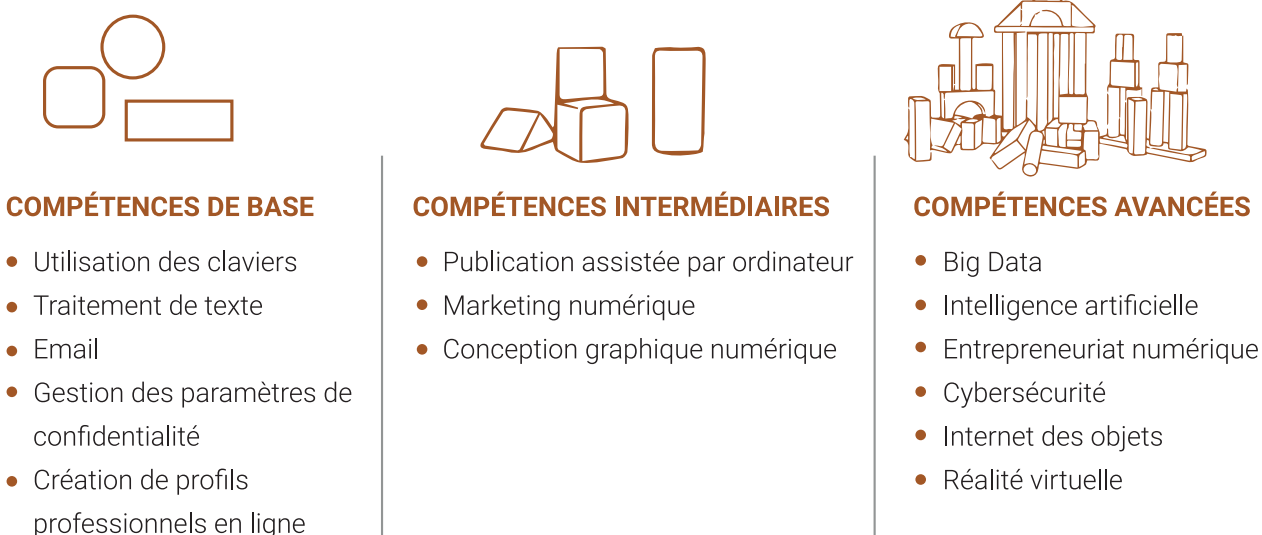 COMPÉTENCES DE BASE
• Utilisation des claviers
• Traitement de texte
• Email
• Gestion des paramètres de
confidentialité
• Création de profils
professionnels en ligne
COMPÉTENCES INTERMÉDIAIRES
• Publication assistée par ordinateur
• Marketing numérique
• Conception graphique numérique
COMPÉTENCES AVANCÉES
• Big Data
• Intelligence artificielle
• Entrepreneuriat numérique
• Cybersécurité
• Internet des objets
• Réalité virtuelle